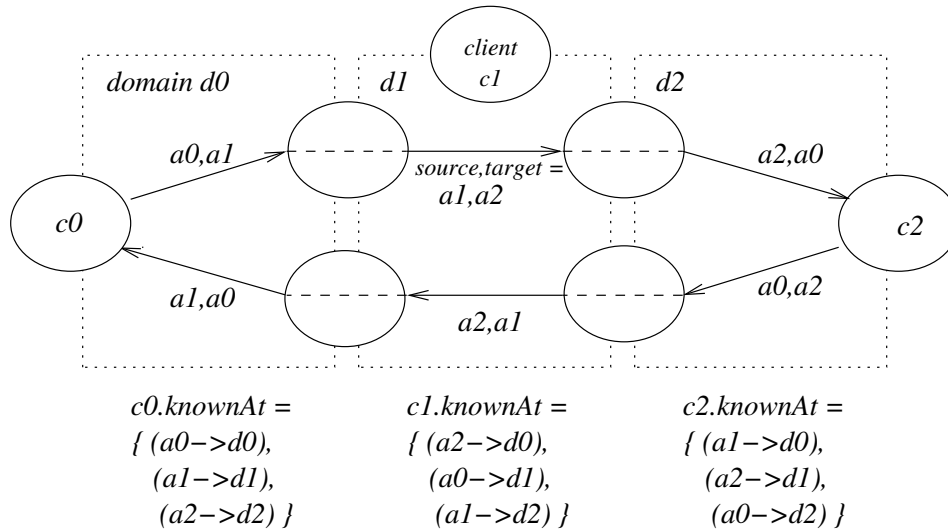 client
c1
domain d0
d1
d2
a0,a1
source,target =
a1,a2
a2,a0
c0
c2
a1,a0
a2,a1
a0,a2
c0.knownAt =
{ (a0->d0),
(a1->d1),
(a2->d2) }
c1.knownAt =
{ (a2->d0),
(a0->d1),
(a1->d2) }
c2.knownAt =
{ (a1->d0),
(a2->d1),
(a0->d2) }